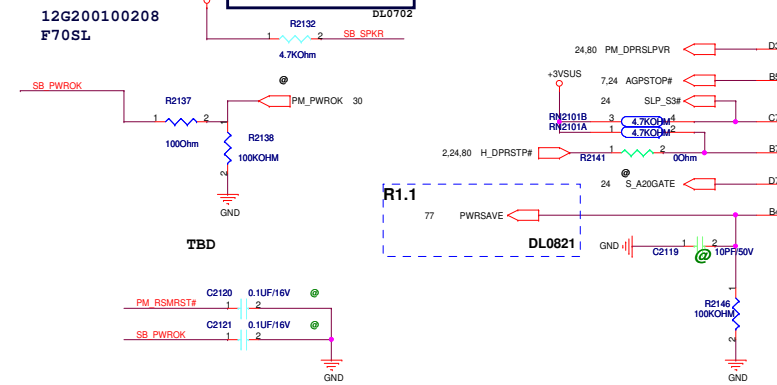 12G200100208
F70SL
DL0702
R2132
1 2 SB_SPKR
4.7KOhm
@
SB_PWROK
PM_PWROK 30
R2137
1 2
100Ohm
1
R2138
100KOHM
2
GND
TBD
C2120 0.1UF/16V @
PM_RSMRST# 1 2
C2121 0.1UF/16V @
SB_PWROK 1 2
GND
24,80 PM_DPRSLPVR
+3VSUS
7,24 AGPSTOP# B5
24 SLP_S3#
RN2101B 3 4.7KOHM 4
RN2101A 1 4.7KOHM 2
2,24,80 H_DPRSTP# 1 2
R2141 0Ohm
@
24 S_A20GATE
R1.1
77 PWRSAVE
DL0821
GND C2119 1 2 10PF/50V
@
1
R2146
100KOHM
2
GND